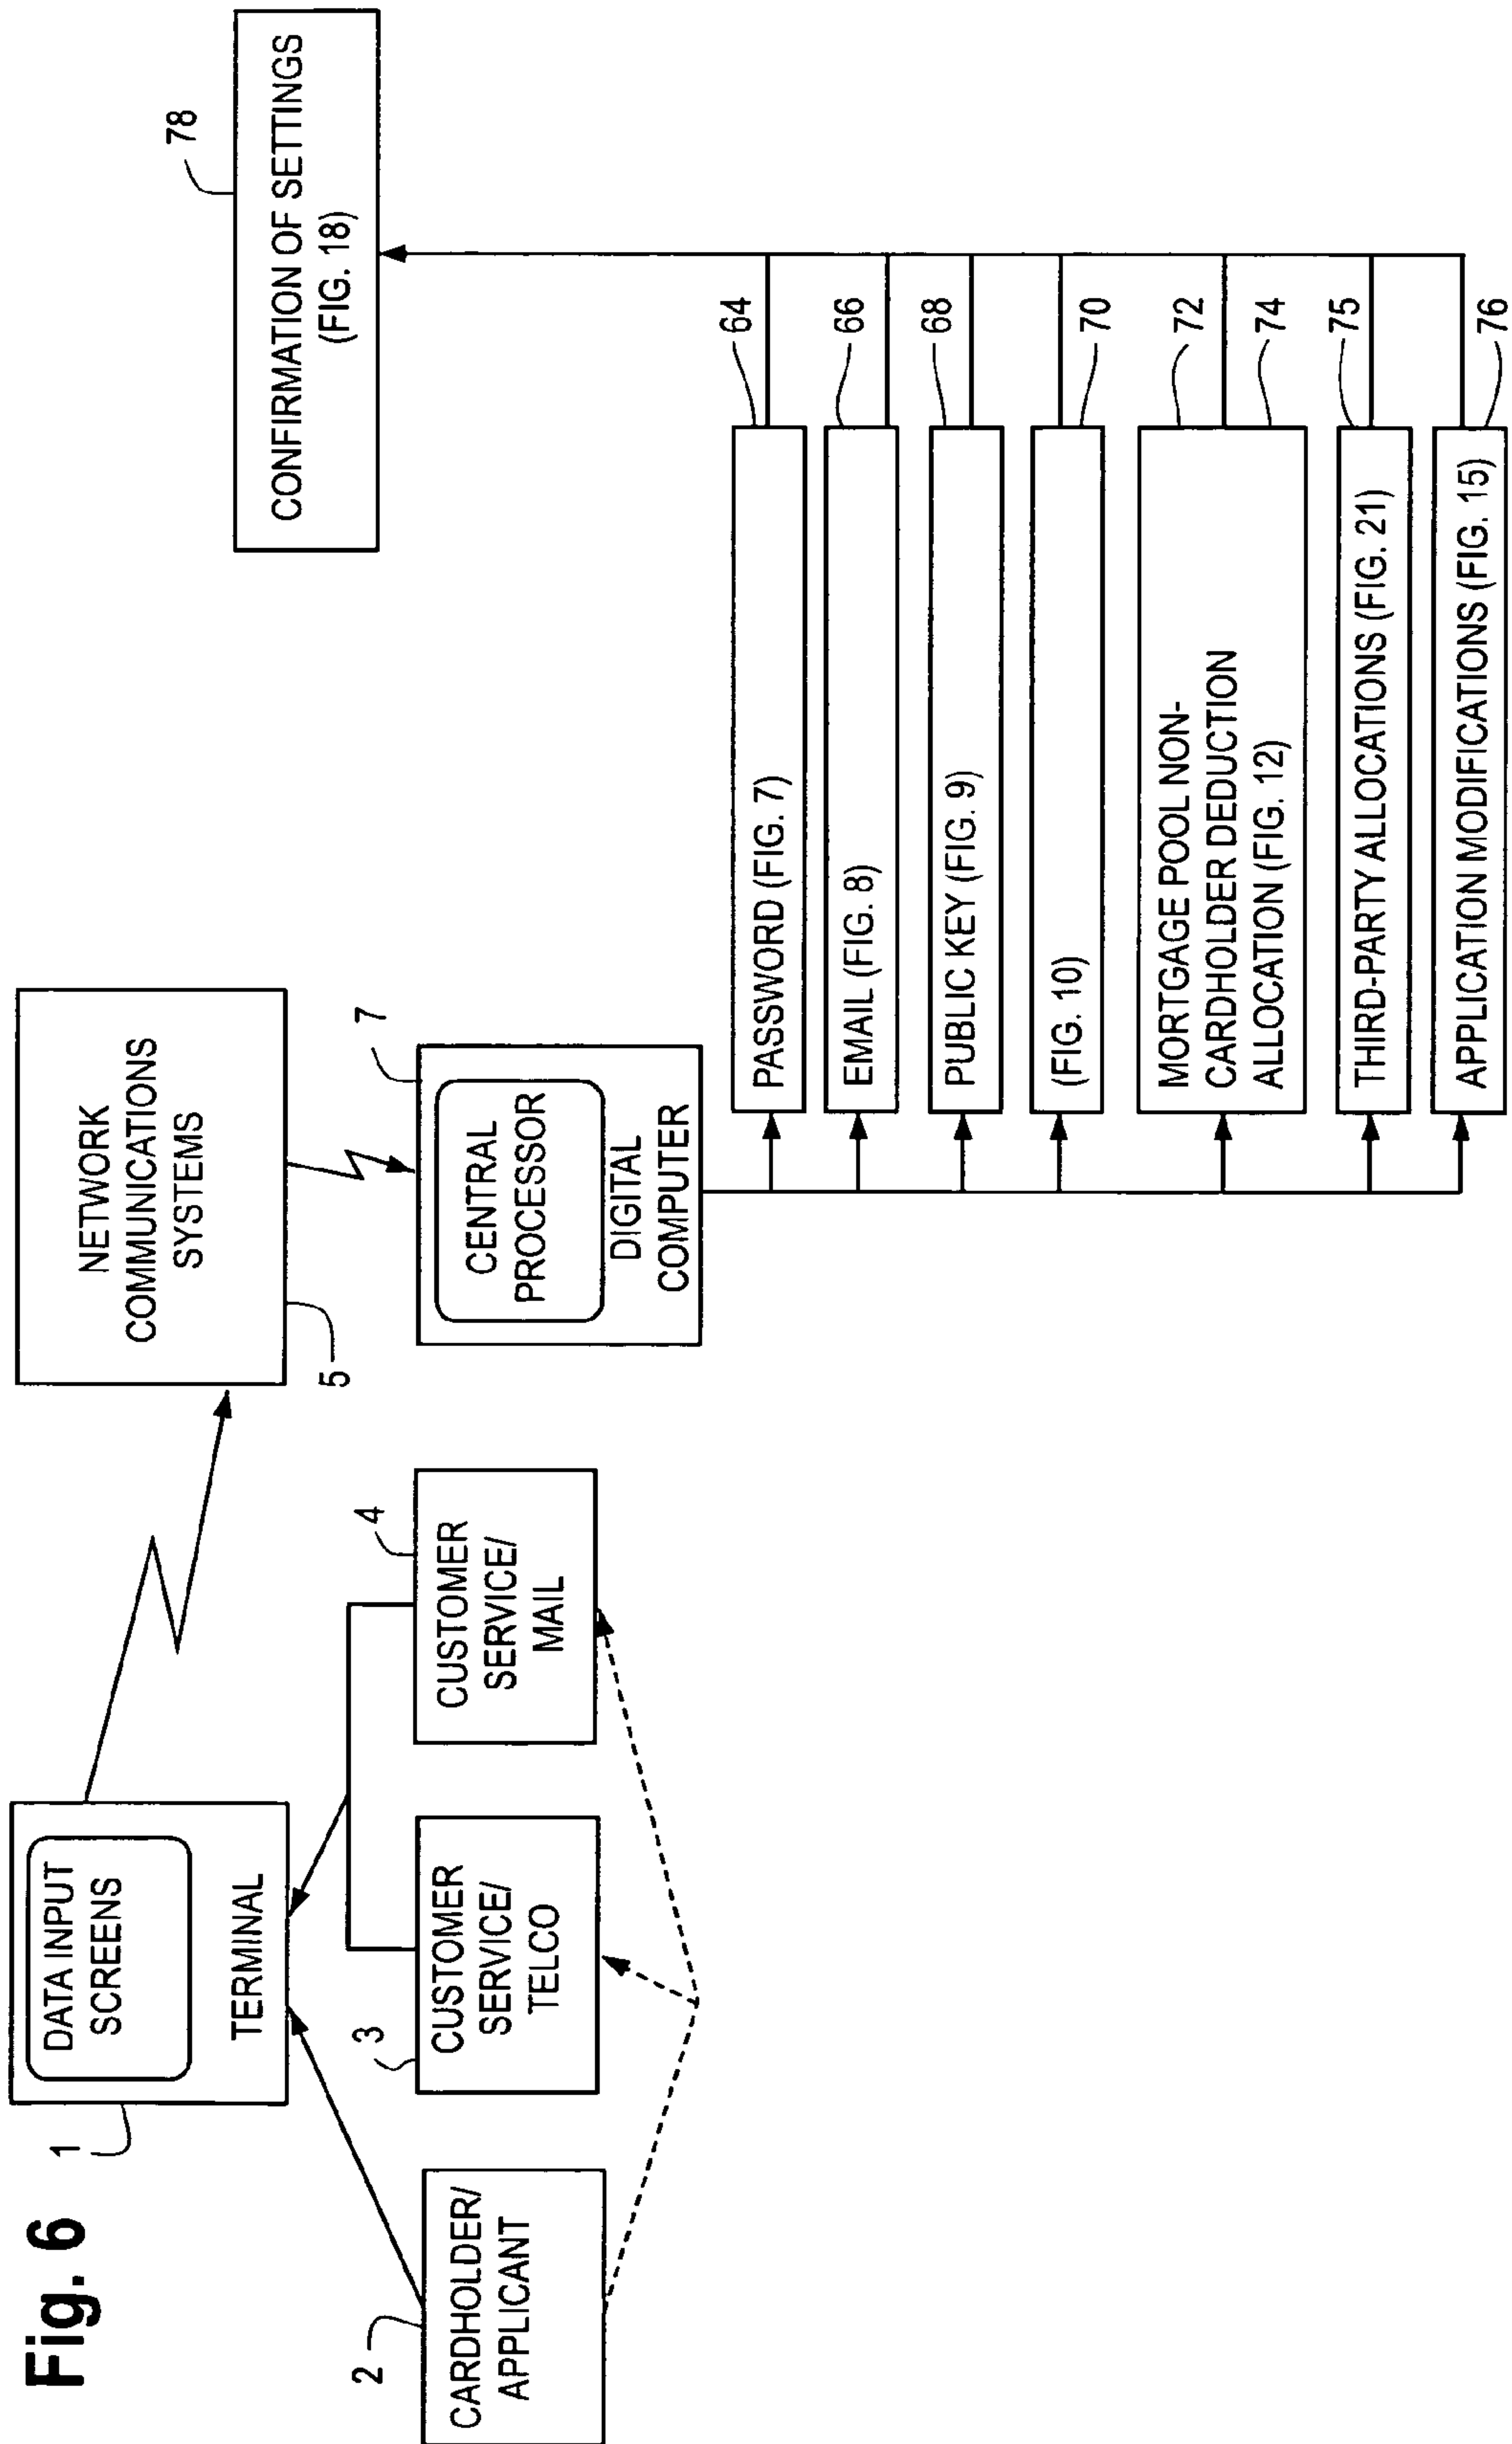 Fig. 6
1
DATA INPUT
SCREENS
TERMINAL
2
CARDHOLDER/
APPLICANT
3
CUSTOMER
SERVICE/
TELCO
4
CUSTOMER
SERVICE/
MAIL
5
NETWORK
COMMUNICATIONS
SYSTEMS
7
CENTRAL
PROCESSOR
DIGITAL
COMPUTER
PASSWORD (FIG. 7)
64
EMAIL (FIG. 8)
66
PUBLIC KEY (FIG. 9)
68
(FIG. 10)
70
MORTGAGE POOL NON-
CARDHOLDER DEDUCTION
ALLOCATION (FIG. 12)
72
74
THIRD-PARTY ALLOCATIONS (FIG. 21)
75
APPLICATION MODIFICATIONS (FIG. 15)
76
78
CONFIRMATION OF SETTINGS
(FIG. 18)